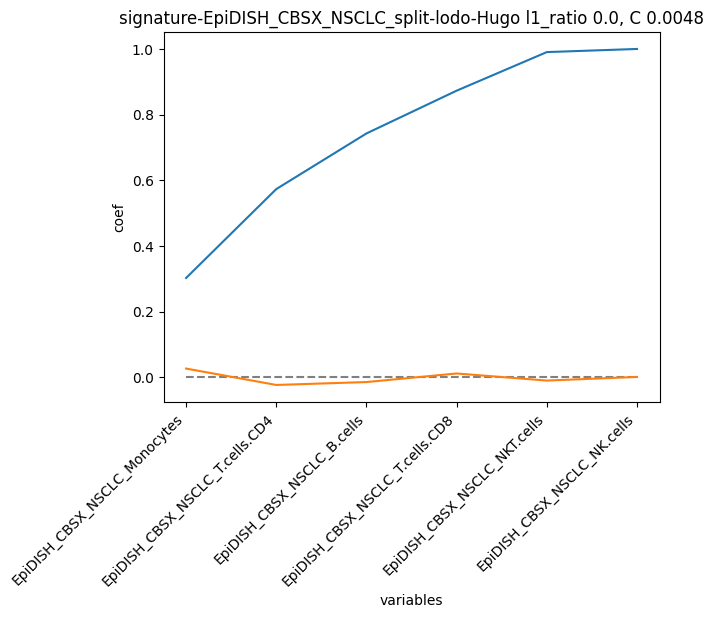 signature-EpiDISH_CBSX_NSCLC_split-lodo-Hugo l1_ratio 0.0, C 0.0048
1.0
0.8
0.6
0.4
0.2
0.0
coef
EpiDISH_CBSX_NSCLC_Monocytes
EpiDISH_CBSX_NSCLC_T.cells.CD4
EpiDISH_CBSX_NSCLC_B.cells
EpiDISH_CBSX_NSCLC_T.cells.CD8
EpiDISH_CBSX_NSCLC_NKT.cells
EpiDISH_CBSX_NSCLC_NK.cells
variables